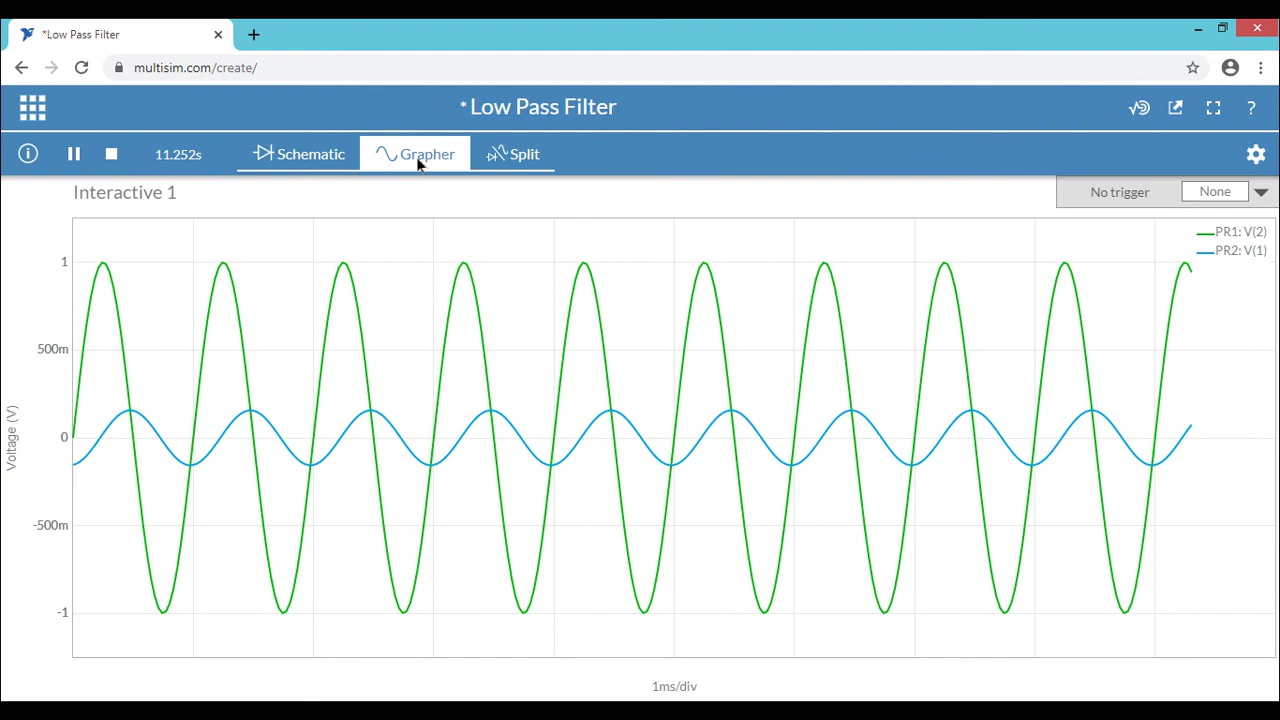 *Low Pass Filter
multisim.com/create/
*Low Pass Filter
11.252s
Schematic
Grapher
Split
Interactive 1
No trigger
None
PR1: V(2)
PR2: V(1)
1
500m
0
-500m
-1
Voltage (V)
1ms/div